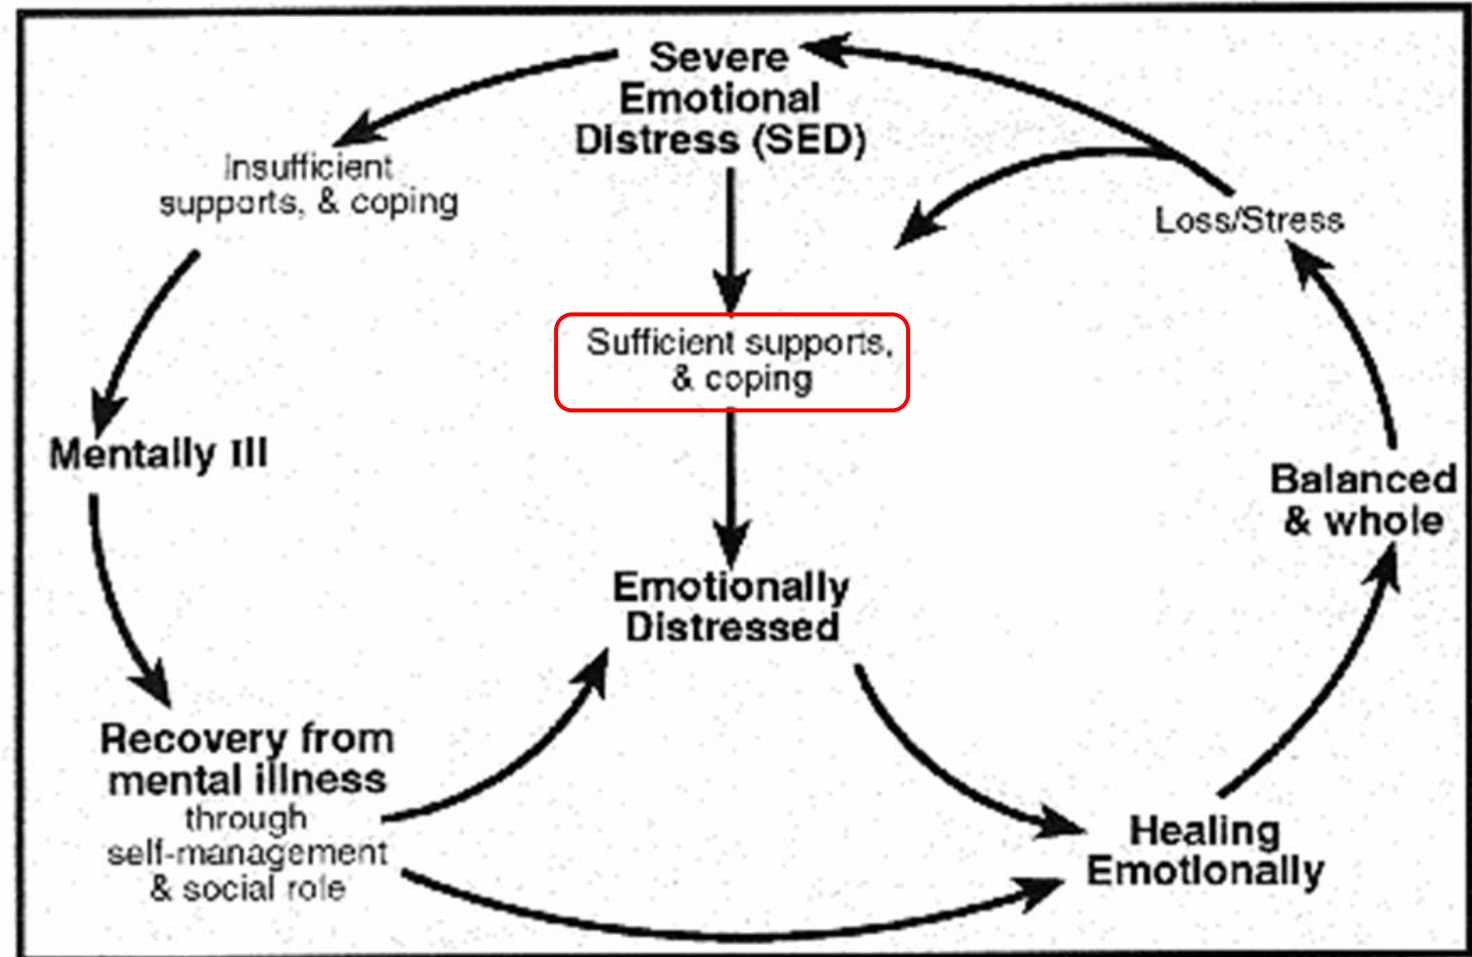 Severe
Emotional
Distress (SED)
Insufficient
supports, & coping
Loss/Stress
Sufficient supports,
& coping
Mentally Ill
Balanced
& whole
Emotionally
Distressed
Recovery from
mental illness
through
self-management
& social role
Healing
Emotionally